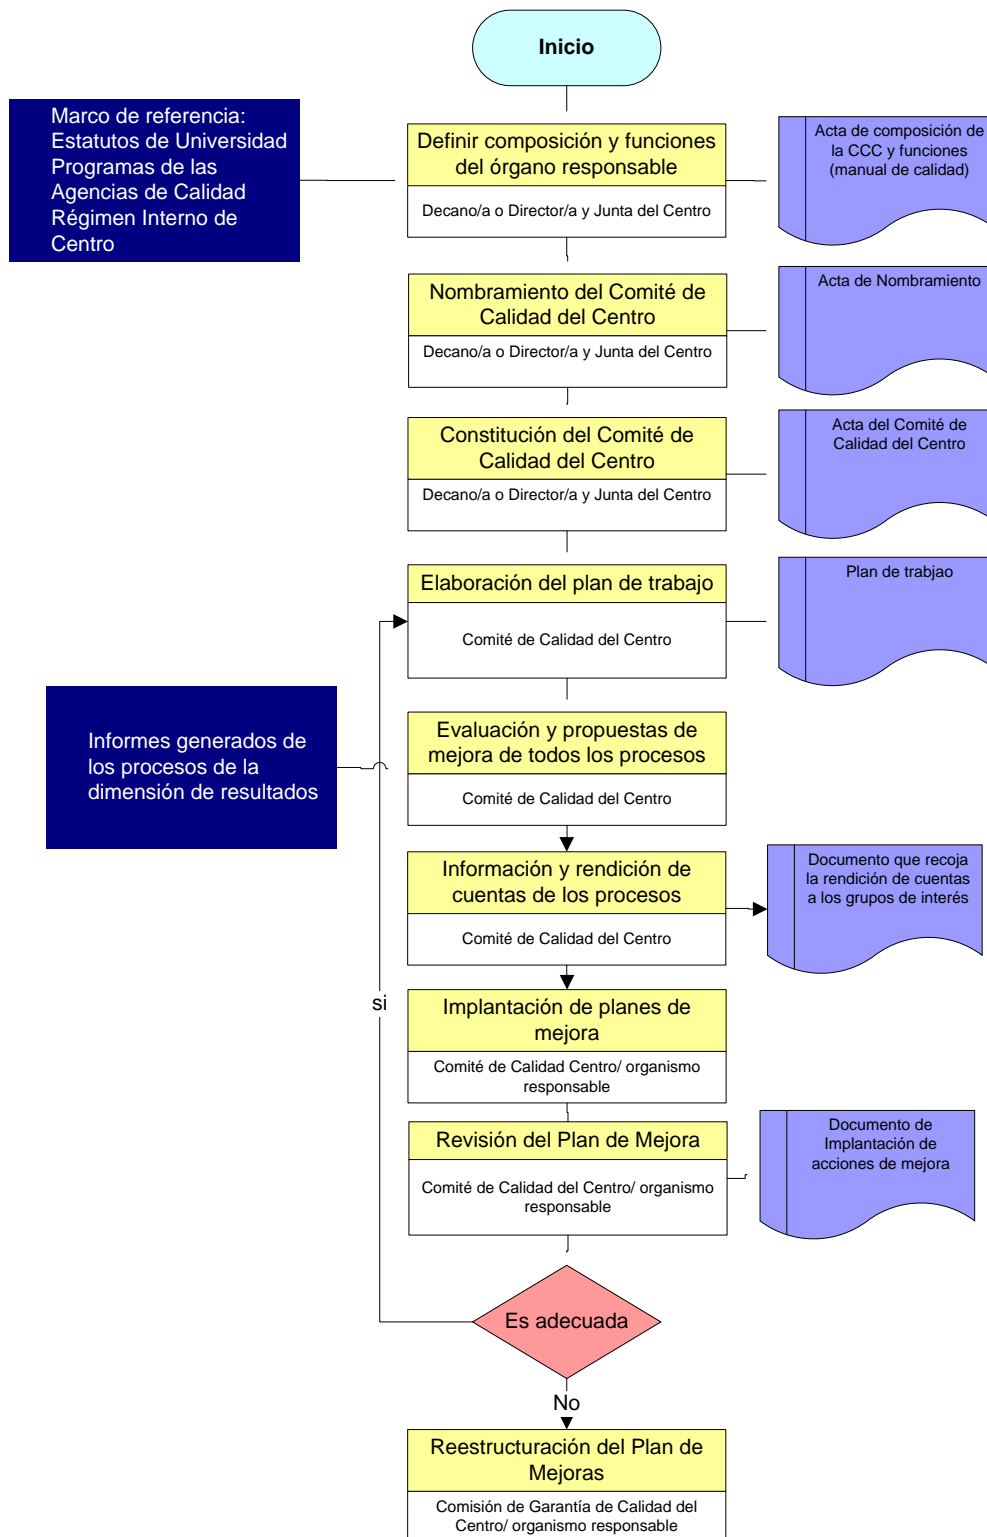 Inicio
Marco de referencia:
Estatutos de Universidad
Programas de las
Agencias de Calidad
Régimen Interno de
Centro
Definir composición y funciones
del órgano responsable
Decano/a o Director/a y Junta del Centro
Acta de composición de
la CCC y funciones
(manual de calidad)
Nombramiento del Comité de
Calidad del Centro
Decano/a o Director/a y Junta del Centro
Acta de Nombramiento
Constitución del Comité de
Calidad del Centro
Decano/a o Director/a y Junta del Centro
Acta del Comité de
Calidad del Centro
Elaboración del plan de trabajo
Comité de Calidad del Centro
Plan de trabjao
Informes generados de
los procesos de la
dimensión de resultados
Evaluación y propuestas de
mejora de todos los procesos
Comité de Calidad del Centro
Información y rendición de
cuentas de los procesos
Comité de Calidad del Centro
Documento que recoja
la rendición de cuentas
a los grupos de interés
si
Implantación de planes de
mejora
Comité de Calidad Centro/ organismo
responsable
Revisión del Plan de Mejora
Comité de Calidad del Centro/ organismo
responsable
Documento de
Implantación de
acciones de mejora
Es adecuada
No
Reestructuración del Plan de
Mejoras
Comisión de Garantía de Calidad del
Centro/ organismo responsable